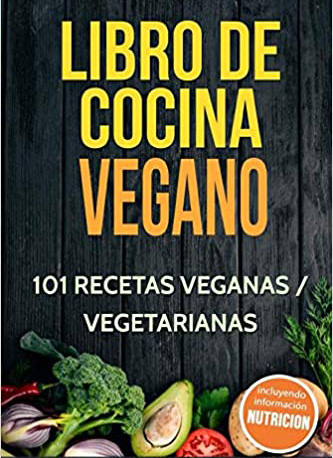 LIBRO DE
COCINA
VEGANO
101 RECETAS VEGANAS /
VEGETARIANAS
incluyendo
información
NUTRICION